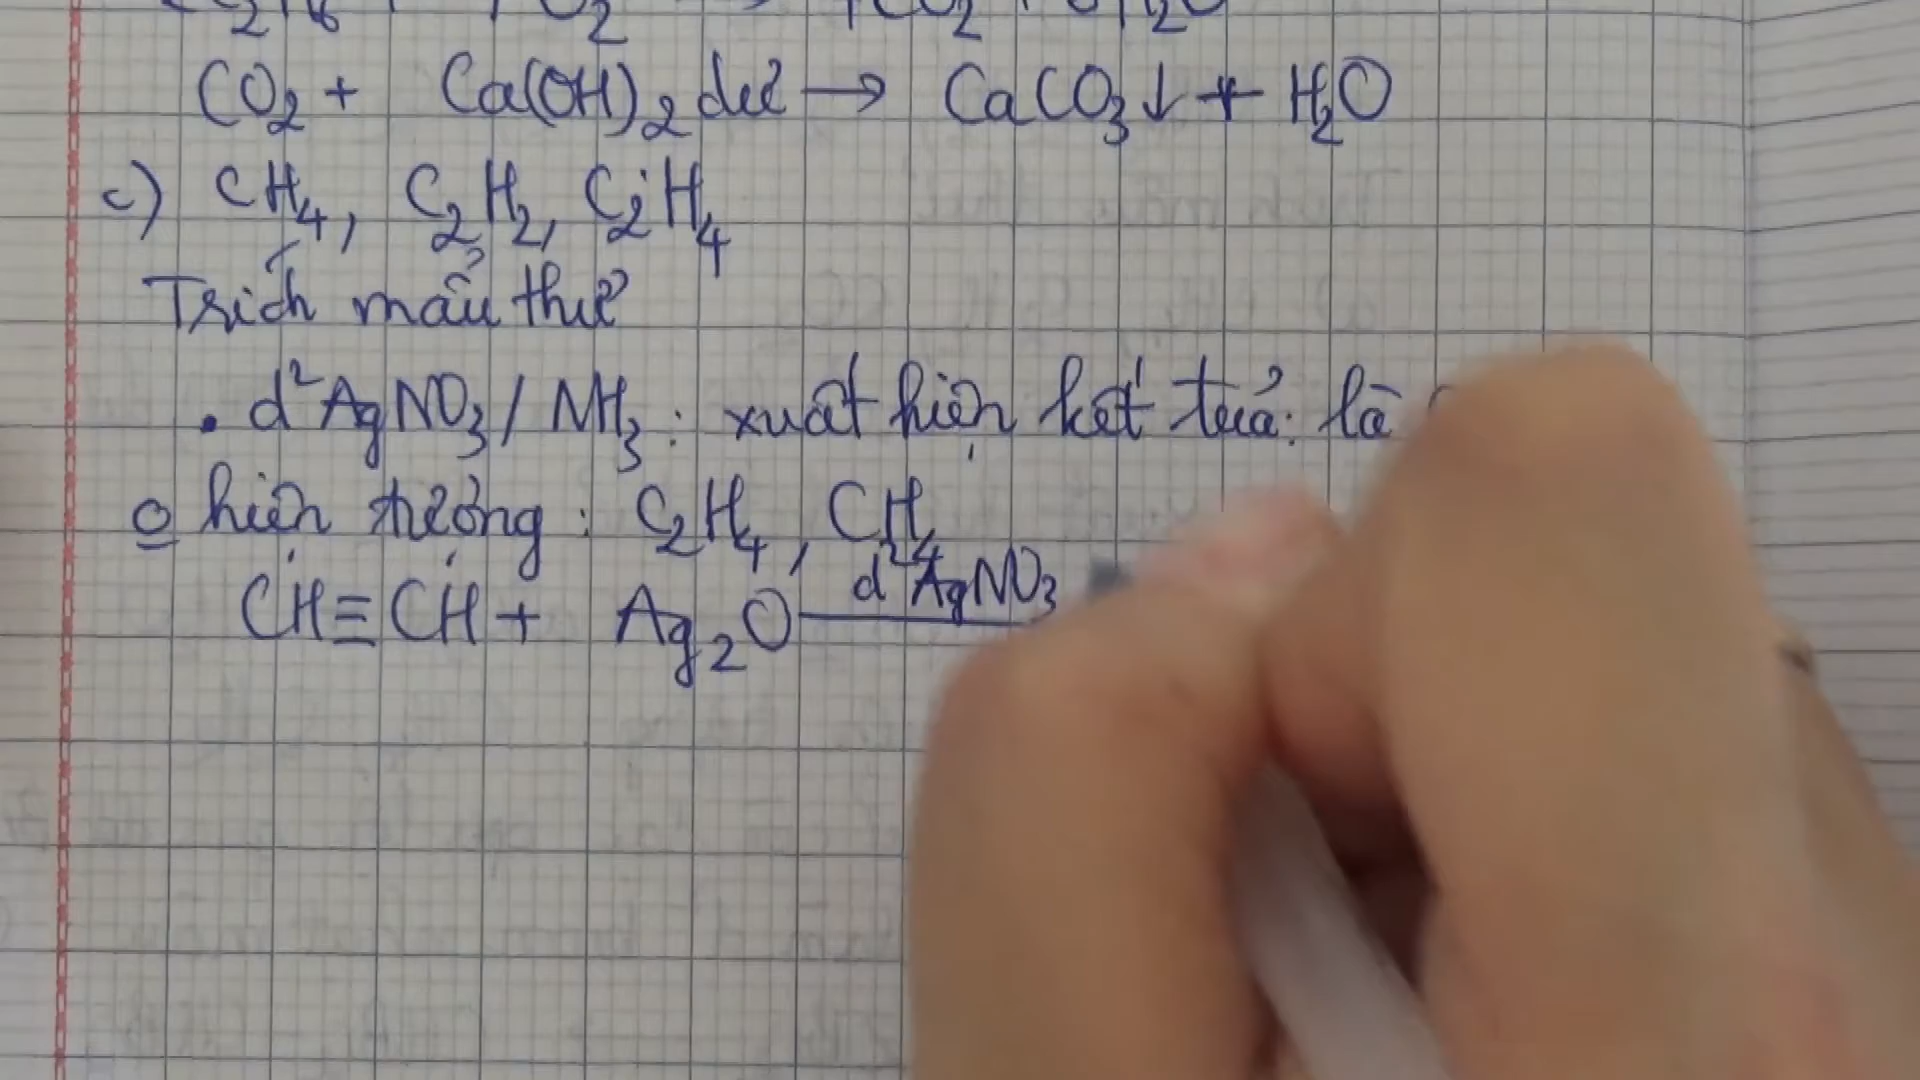 CO₂ + Ca(OH)₂ dư → CaCO₃↓ + H₂O
c) CH₄, C₂H₂, C₂H₄
Trích mẫu thử
• d² AgNO₃ / NH₃ : xuất hiện kết tủa: là
o hiện tượng : C₂H₄, CH₄
d² AgNO₃
CH≡CH + Ag₂O